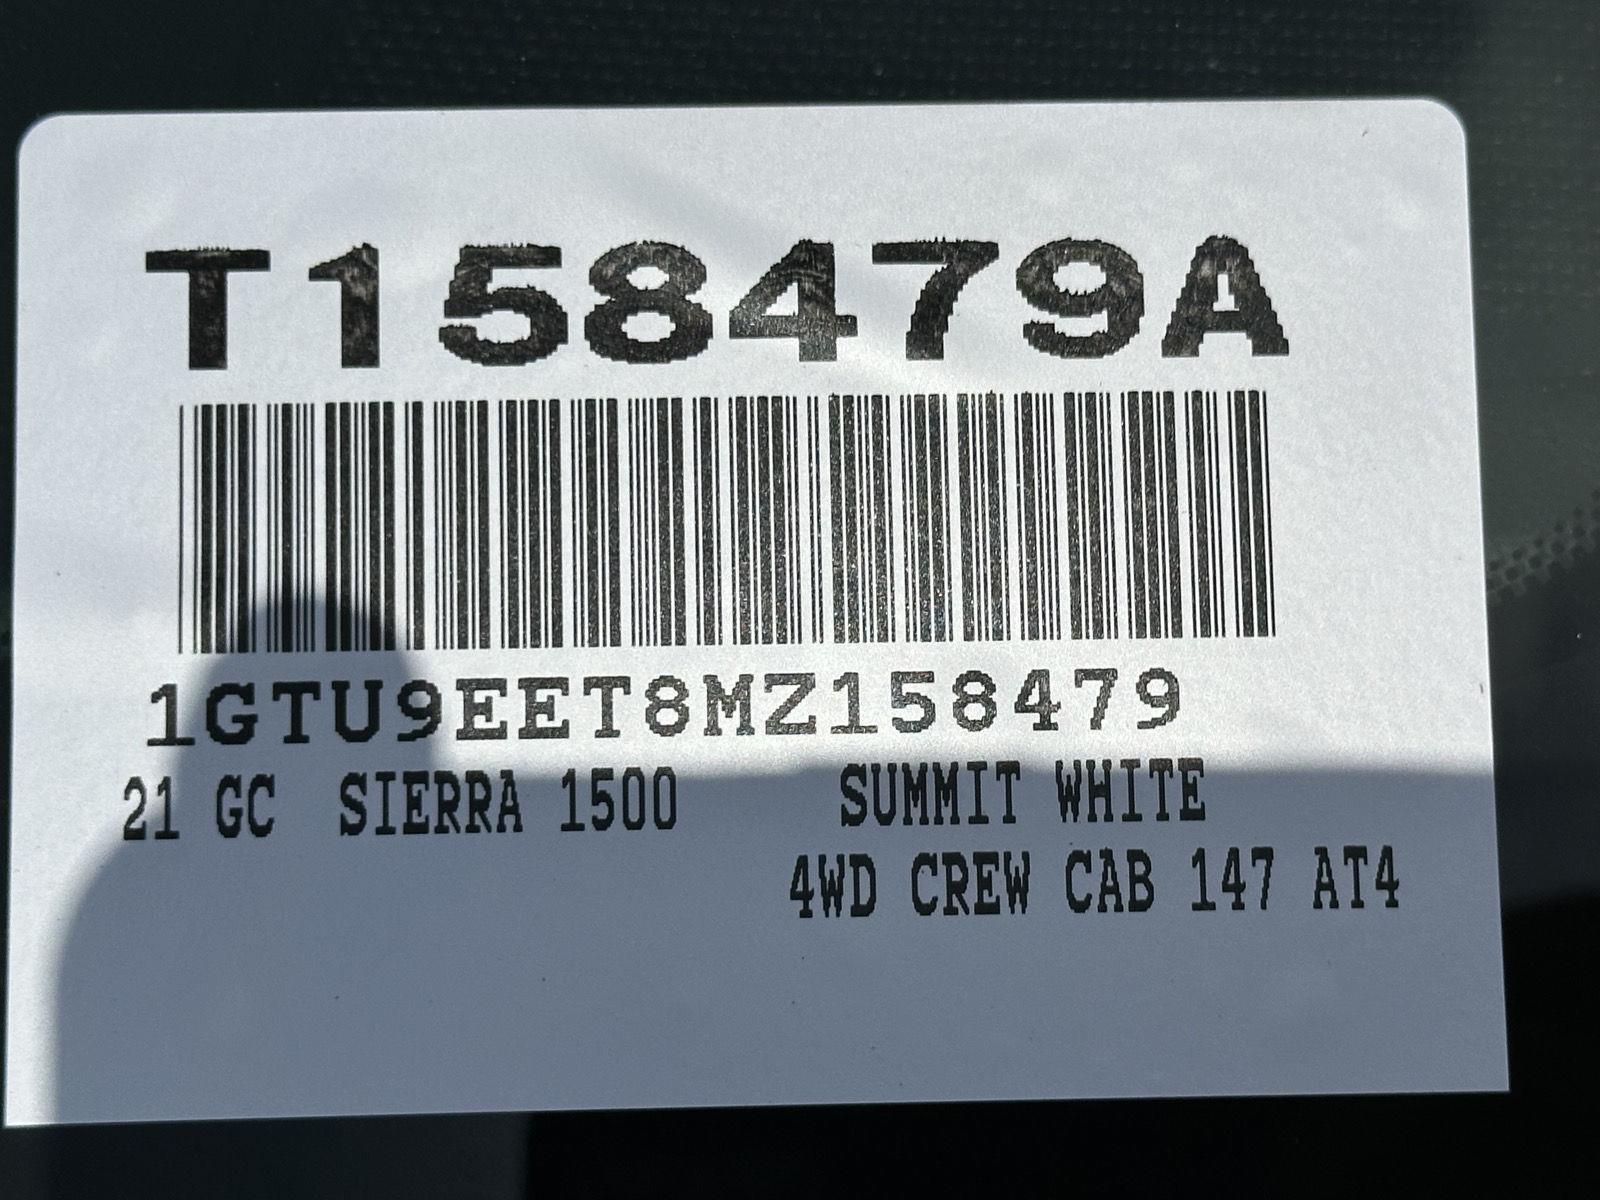 T158479A
1GTU9EET8MZ158479
21 GC SIERRA 1500 SUMMIT WHITE
4WD CREW CAB 147 AT4